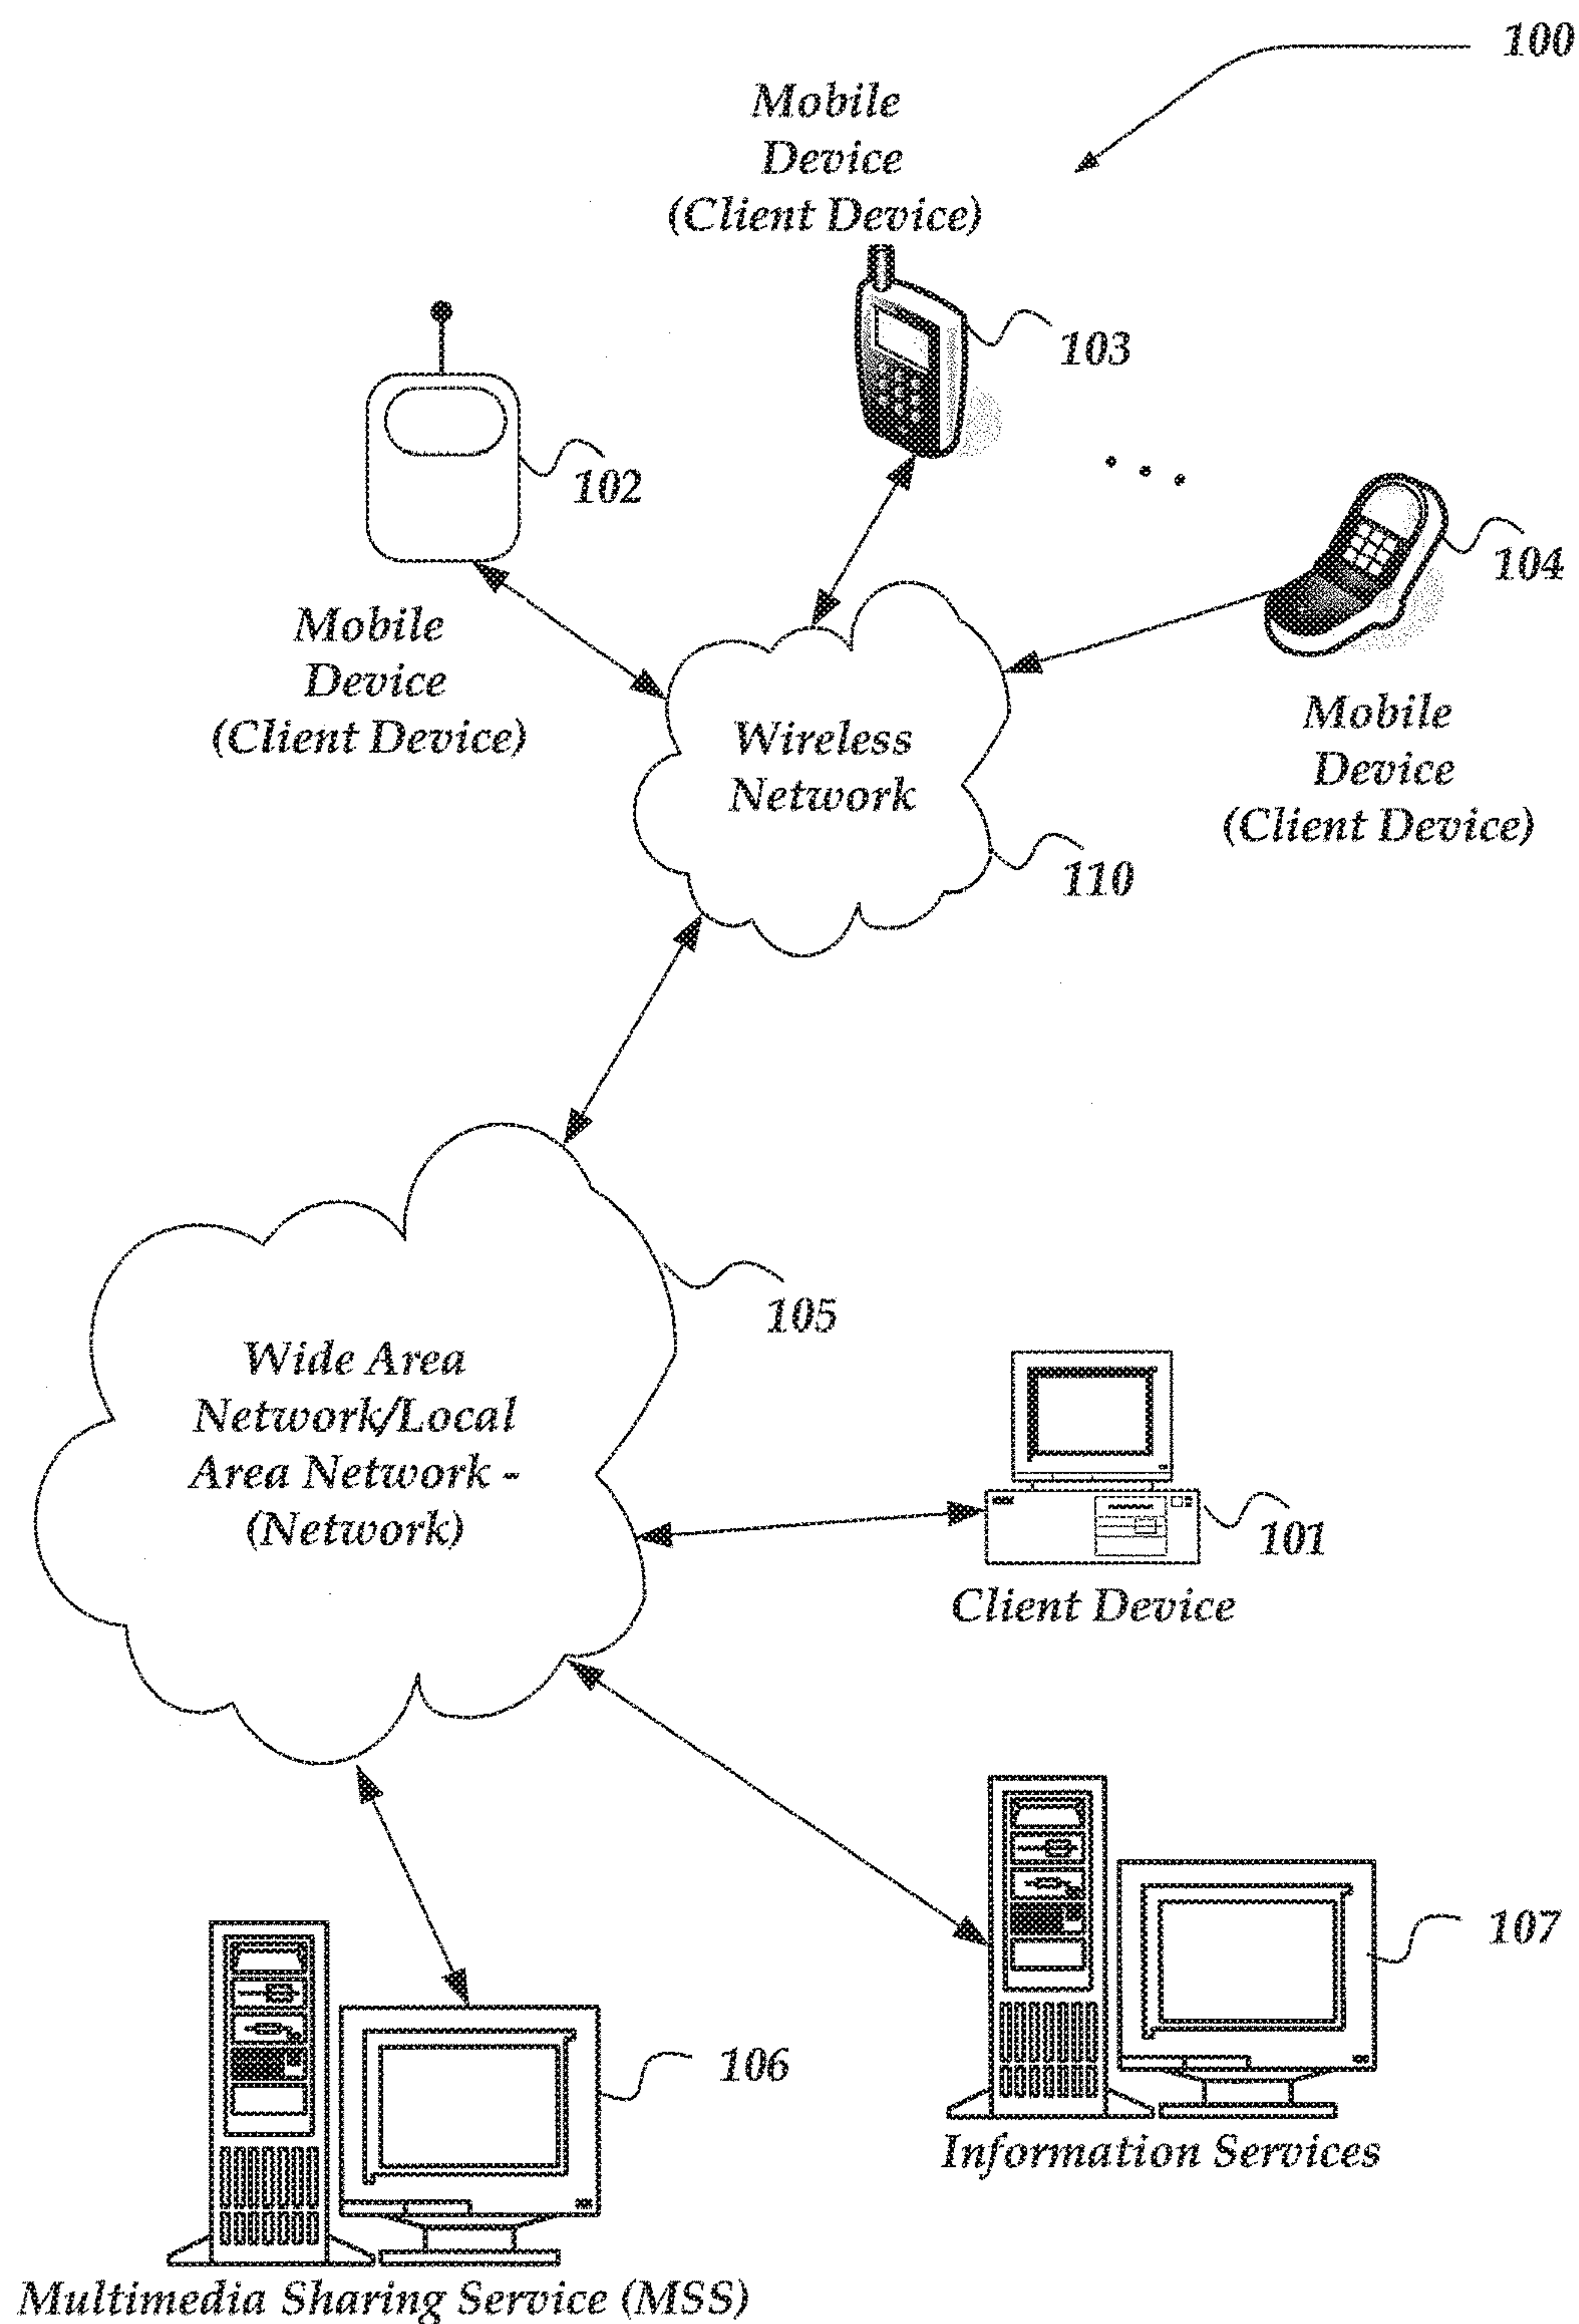 100
Mobile
Device
(Client Device)
103
102
104
Mobile
Device
(Client Device)
Mobile
Device
(Client Device)
Wireless
Network
110
105
Wide Area
Network/Local
Area Network -
(Network)
101
Client Device
107
106
Information Services
Multimedia Sharing Service (MSS)